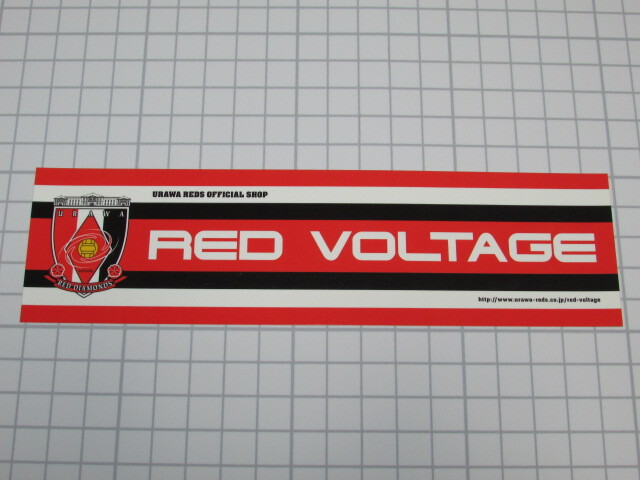 URAWA REDS OFFICIAL SHOP
URAWA
RED DIAMONDS
RED VOLTAGE
http://www.urawa-reds.co.jp/red-voltage